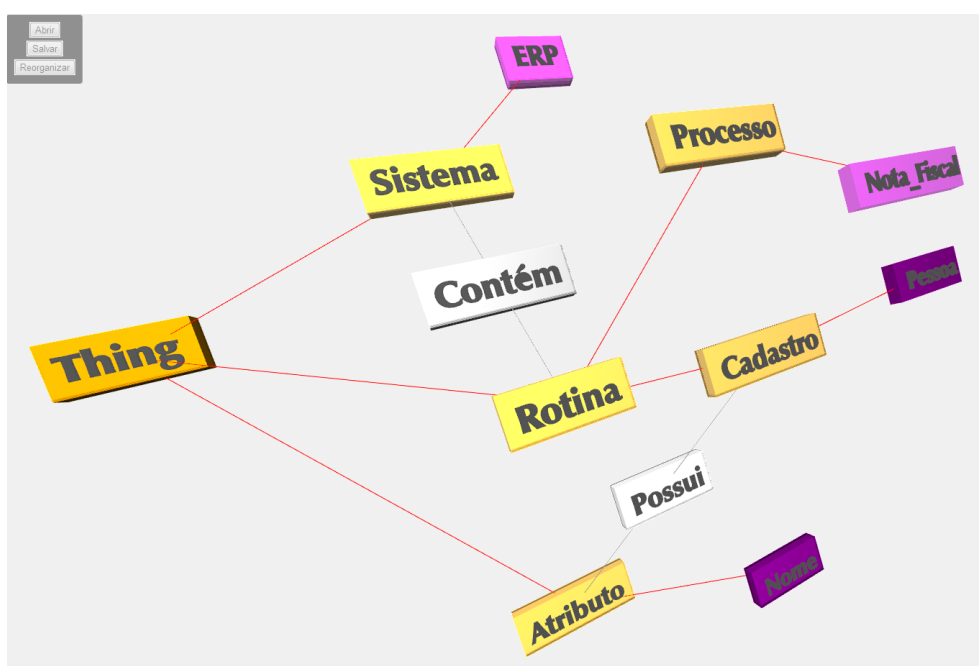 Abrir
Salvar
Reorganizar
ERP
Processo
Sistema
Nota_Fiscal
Contém
Pessoa
Thing
Cadastro
Rotina
Possui
Nome
Atributo